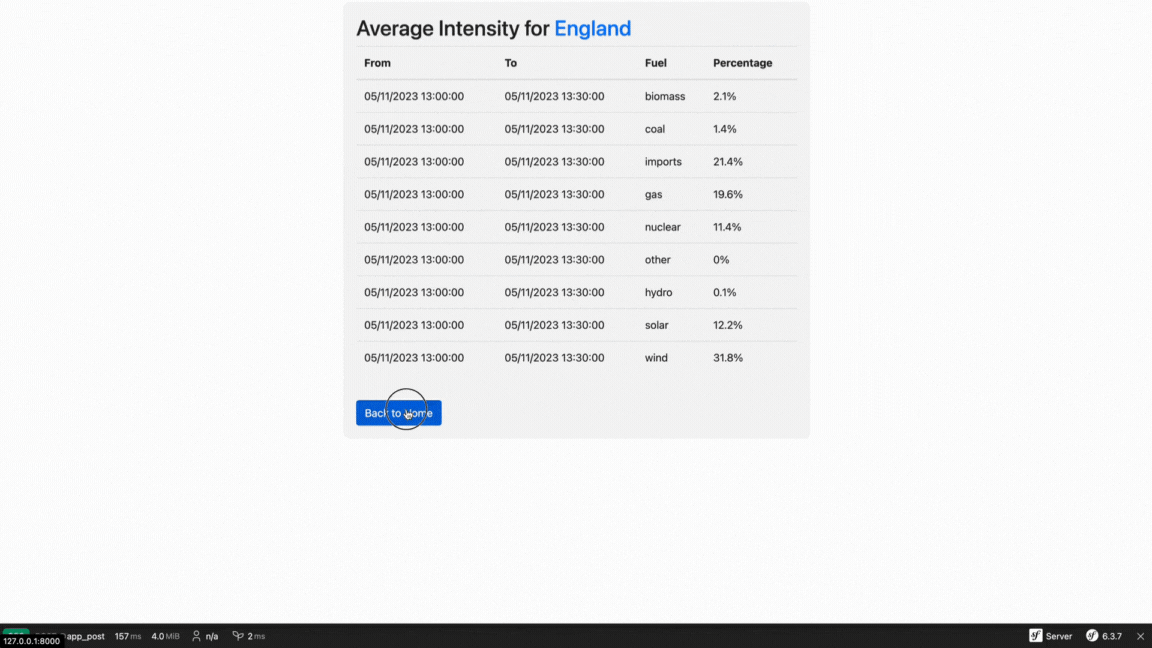 Average Intensity for England
From To Fuel Percentage
05/11/2023 13:00:00 05/11/2023 13:30:00 biomass 2.1%
05/11/2023 13:00:00 05/11/2023 13:30:00 coal 1.4%
05/11/2023 13:00:00 05/11/2023 13:30:00 imports 21.4%
05/11/2023 13:00:00 05/11/2023 13:30:00 gas 19.6%
05/11/2023 13:00:00 05/11/2023 13:30:00 nuclear 11.4%
05/11/2023 13:00:00 05/11/2023 13:30:00 other 0%
05/11/2023 13:00:00 05/11/2023 13:30:00 hydro 0.1%
05/11/2023 13:00:00 05/11/2023 13:30:00 solar 12.2%
05/11/2023 13:00:00 05/11/2023 13:30:00 wind 31.8%
Back to Home
app_post 157 ms 4.0 MiB n/a 2 ms Server 6.3.7
127.0.0.1:8000